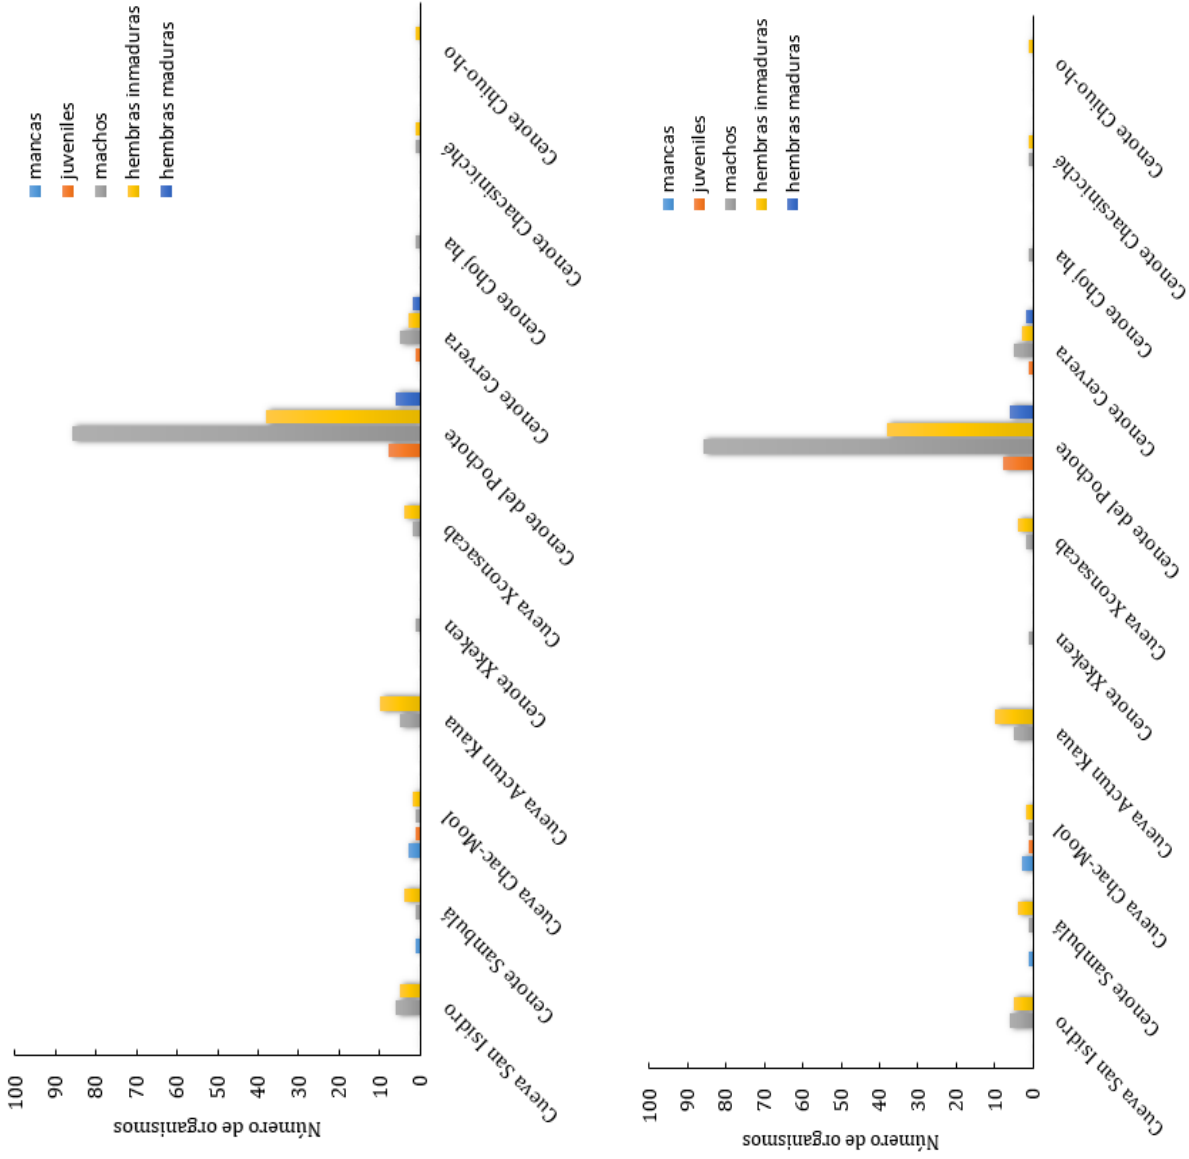 Número de organismos
100
90
80
70
60
50
40
30
20
10
0
mancas
juveniles
machos
hembras inmaduras
hembras maduras
Cueva San Isidro
Cenote Sambulá
Cueva Chac-Mool
Cueva Actun Kaua
Cenote Xkeken
Cueva Xconsacab
Cenote del Pochote
Cenote Cervera
Cenote Choj ha
Cenote Chacsinicché
Cenote Chiuo-ho
Número de organismos
100
90
80
70
60
50
40
30
20
10
0
mancas
juveniles
machos
hembras inmaduras
hembras maduras
Cueva San Isidro
Cenote Sambulá
Cueva Chac-Mool
Cueva Actun Kaua
Cenote Xkeken
Cueva Xconsacab
Cenote del Pochote
Cenote Cervera
Cenote Choj ha
Cenote Chacsinicché
Cenote Chiuo-ho